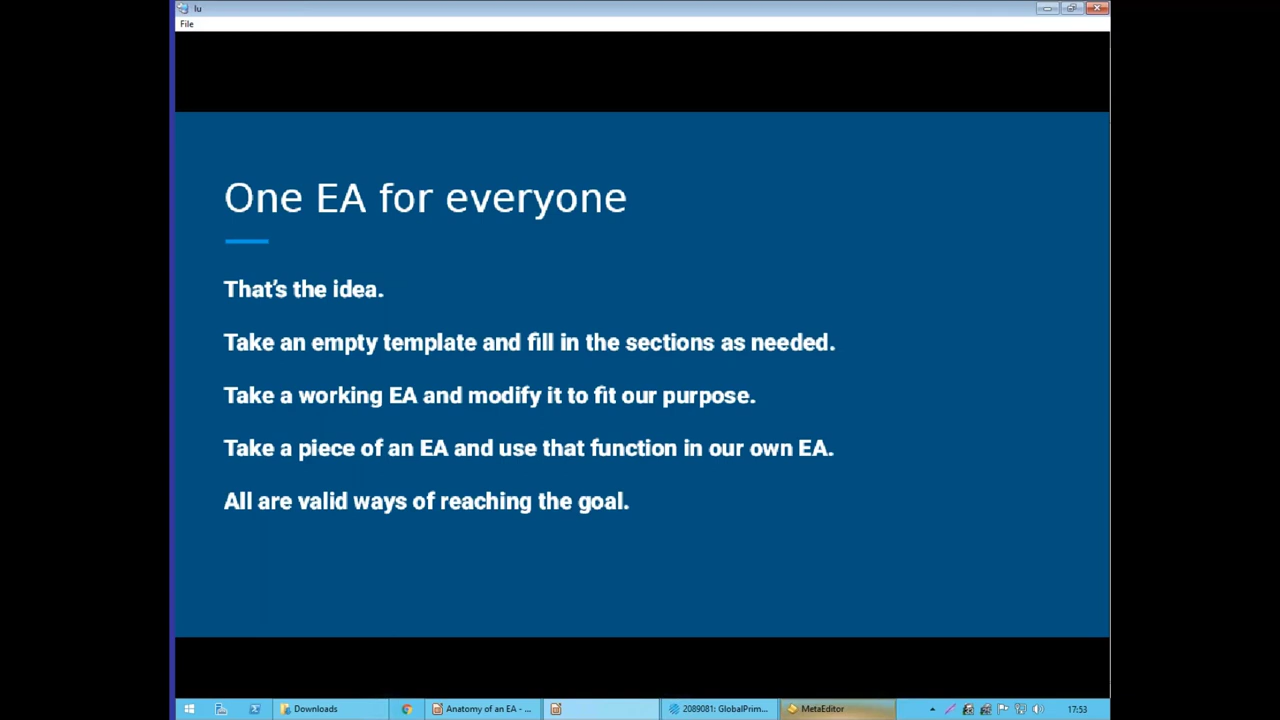 lu
File
One EA for everyone
That's the idea.
Take an empty template and fill in the sections as needed.
Take a working EA and modify it to fit our purpose.
Take a piece of an EA and use that function in our own EA.
All are valid ways of reaching the goal.
Downloads
Anatomy of an EA - ...
2089081: GlobalPrim...
MetaEditor
17:53